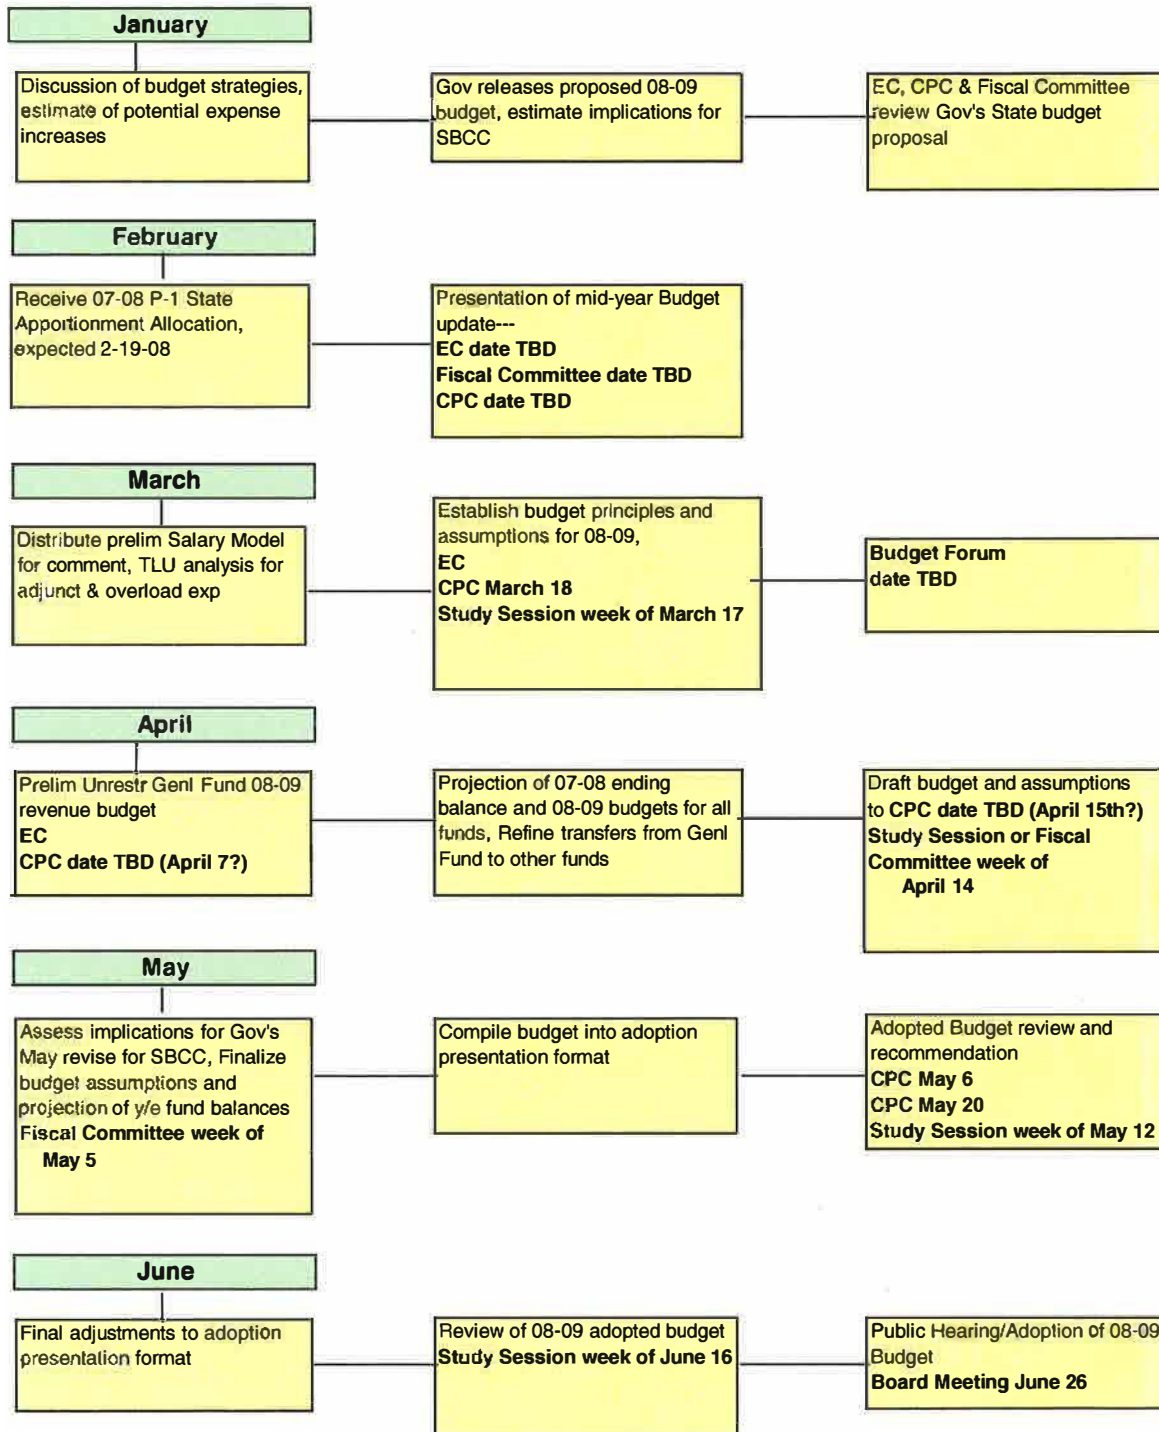 January
Discussion of budget strategies,
estimate of potential expense
increases
Gov releases proposed 08-09
budget, estimate implications for
SBCC
EC, CPC & Fiscal Committee
review Gov's State budget
proposal
February
Receive 07-08 P-1 State
Apportionment Allocation,
expected 2-19-08
Presentation of mid-year Budget
update---
EC date TBD
Fiscal Committee date TBD
CPC date TBD
March
Distribute prelim Salary Model
for comment, TLU analysis for
adjunct & overload exp
Establish budget principles and
assumptions for 08-09,
EC
CPC March 18
Study Session week of March 17
Budget Forum
date TBD
April
Prelim Unrestr Genl Fund 08-09
revenue budget
EC
CPC date TBD (April 7?)
Projection of 07-08 ending
balance and 08-09 budgets for all
funds, Refine transfers from Genl
Fund to other funds
Draft budget and assumptions
to CPC date TBD (April 15th?)
Study Session or Fiscal
Committee week of
April 14
May
Assess implications for Gov's
May revise for SBCC, Finalize
budget assumptions and
projection of y/e fund balances
Fiscal Committee week of
May 5
Compile budget into adoption
presentation format
Adopted Budget review and
recommendation
CPC May 6
CPC May 20
Study Session week of May 12
June
Final adjustments to adoption
presentation format
Review of 08-09 adopted budget
Study Session week of June 16
Public Hearing/Adoption of 08-09
Budget
Board Meeting June 26